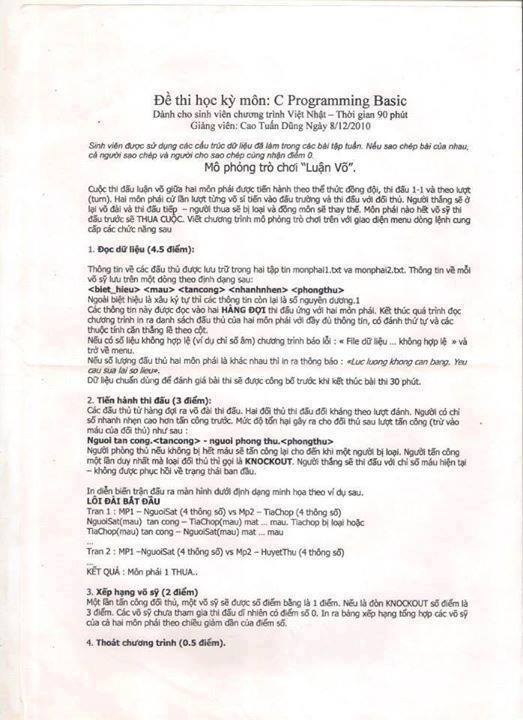 Đề thi học kỳ môn: C Programming Basic
Dành cho sinh viên chương trình Việt Nhật – Thời gian 90 phút
Giảng viên: Cao Tuấn Dũng Ngày 8/12/2010
Sinh viên được sử dụng các cấu trúc dữ liệu đã làm trong các bài tập tuần. Nếu sao chép bài của nhau,
cả người sao chép và người cho sao chép cùng nhận điểm 0.
Mô phỏng trò chơi "Luận Võ".
Cuộc thi đấu luận võ giữa hai môn phái được tiến hành theo thể thức đồng đội, thi đấu 1-1 và theo lượt
(turn). Hai môn phái cử lần lượt từng võ sĩ tiến vào đấu trường và thi đấu với đối thủ. Người thắng sẽ ở
lại võ đài và thi đấu tiếp – người thua sẽ bị loại và đồng môn sẽ thay thế. Môn phái nào hết võ sỹ thi
đấu trước sẽ THUA CUỘC. Viết chương trình mô phỏng trò chơi trên với giao diện menu dòng lệnh cung
cấp các chức năng sau
1. Đọc dữ liệu (4.5 điểm):
Thông tin về các đấu thủ được lưu trữ trong hai tập tin monphai1.txt va monphai2.txt. Thông tin về mỗi
võ sỹ lưu trên một dòng theo định dạng sau:
<biet_hieu> <mau> <tancong> <nhanhnhen> <phongthu>
Ngoài biệt hiệu là xâu ký tự thì các thông tin còn lại là số nguyên dương.1
Các thông tin này được đọc vào hai HÀNG ĐỢI thi đấu ứng với hai môn phái. Kết thúc quá trình đọc
chương trình in ra danh sách đấu thủ của hai môn phái với đầy đủ thông tin, có đánh thứ tự và các
thuộc tính căn thẳng lề theo cột.
Nếu có số liệu không hợp lệ (ví dụ chỉ số âm) chương trình báo lỗi : « File dữ liệu ... không hợp lệ » và
trở về menu.
Nếu số lượng đấu thủ hai môn phái là khác nhau thì in ra thông báo : «Luc luong khong can bang. Yeu
cau sua lai so lieu».
Dữ liệu chuẩn dùng để đánh giá bài thi sẽ được công bố trước khi kết thúc bài thi 30 phút.
2. Tiến hành thi đấu (3 điểm):
Các đấu thủ từ hàng đợi ra võ đài thi đấu. Hai đối thủ thi đấu đối kháng theo lượt đánh. Người có chỉ
số nhanh nhẹn cao hơn tấn công trước. Mức độ tổn hại gây ra cho đối thủ sau lượt tấn công (trừ vào
máu của đối thủ) như sau :
Nguoi tan cong.<tancong> - nguoi phong thu.<phongthu>
Người phòng thủ nếu không bị hết máu sẽ tấn công lại cho đến khi một người bị loại. Người tấn công
một lần duy nhất mà loại đối thủ thì gọi là KNOCKOUT. Người thắng sẽ thi đấu với chỉ số máu hiện tại
– không được phục hồi về trạng thái ban đầu.
In diễn biến trận đấu ra màn hình dưới định dạng minh họa theo ví dụ sau.
LÔI ĐÀI BẮT ĐẦU
Tran 1 : MP1 –NguoiSat (4 thông số) vs Mp2 – TiaChop (4 thông số)
NguoiSat(mau) tan cong – TiaChop(mau) mat ... mau. Tiachop bị loại hoặc
TiaChop(mau) tan cong – NguoiSat(mau) mat ... mau
...
Tran 2 : MP1 –NguoiSat (4 thông số) vs Mp2 – HuyetThu (4 thông số)
...
KẾT QUẢ : Môn phái 1 THUA..
3. Xếp hạng võ sỹ (2 điểm)
Một lần tấn công đối thủ, một võ sỹ sẽ được số điểm bằng là 1 điểm. Nếu là đòn KNOCKOUT số điểm là
3 điểm. Các võ sỹ chưa tham gia thi đấu dĩ nhiên có điểm số 0. In ra bảng xếp hạng tổng hợp các võ sỹ
của cả hai môn phái theo chiều giảm dần của điểm số.
4. Thoát chương trình (0.5 điểm).